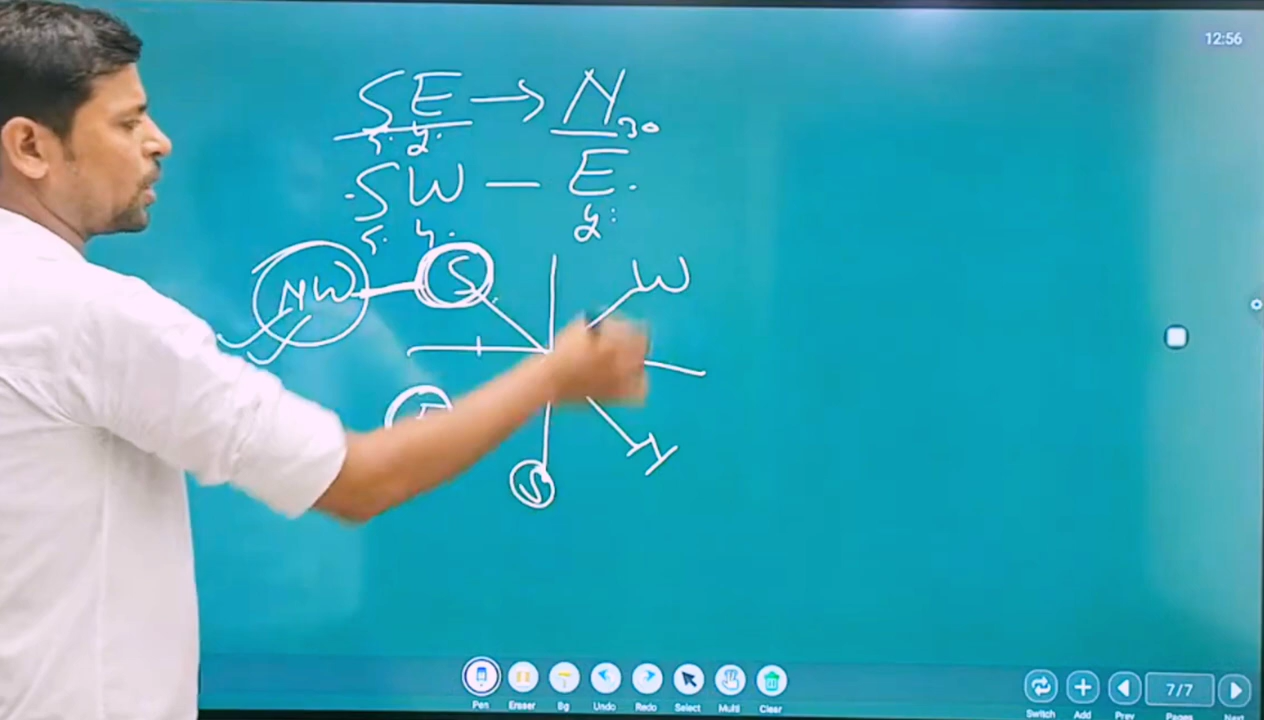 12:56
SE → N
SW — E.
NW S W
S
Pen Eraser Bg Undo Redo Select Multi Clear
Switch Add Prev 7/7 Pages Next